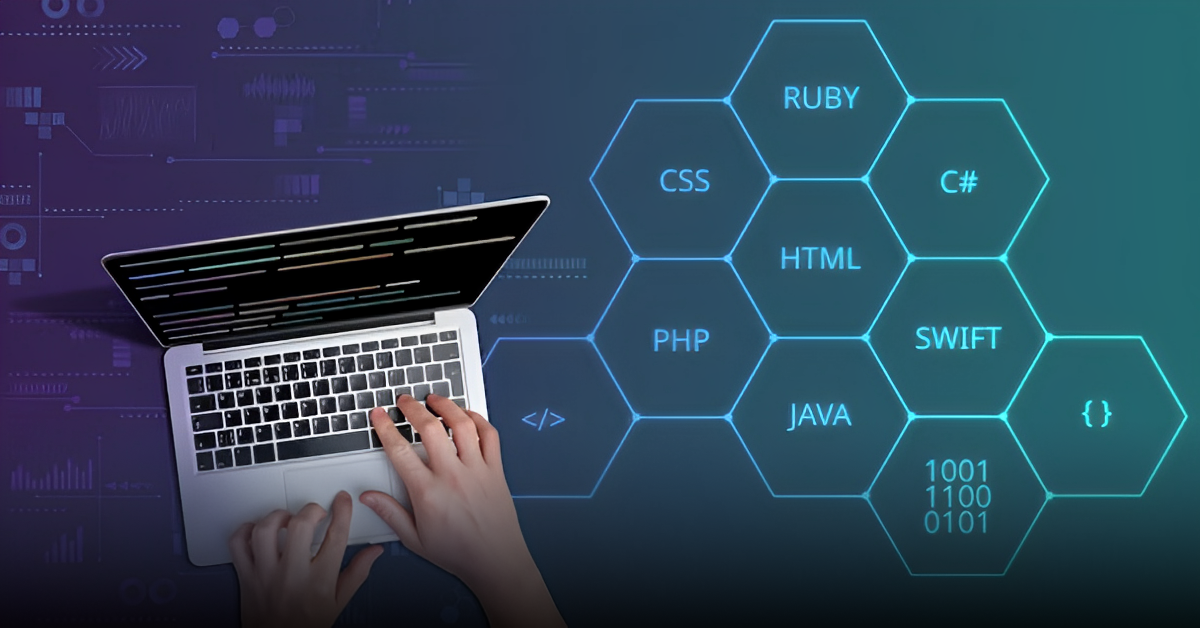 RUBY
CSS
C#
HTML
PHP
SWIFT
</>
JAVA
{ }
1001
1100
0101